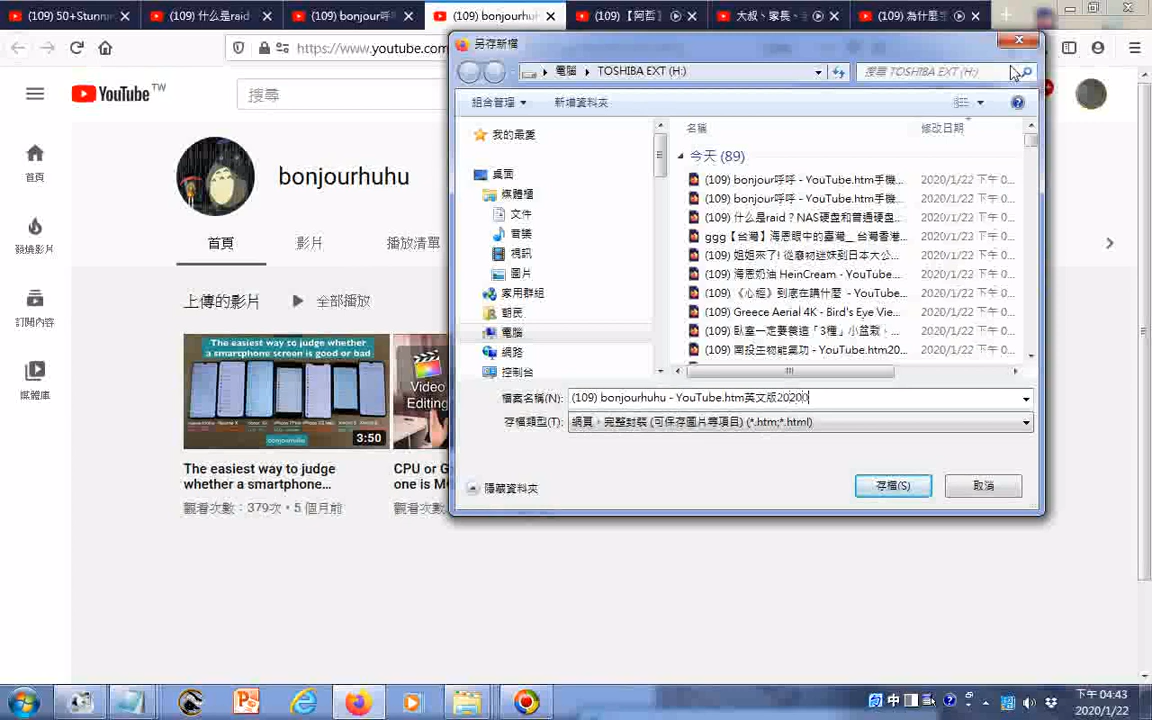 (109) 50+Stunni
(109) 什么是raid
(109) bonjour呼
(109) bonjourhu
(109) 【阿哲
大叔、家長、
(109) 為什麼
https://www.youtube.com
另存新檔
電腦
TOSHIBA EXT (H:)
搜尋 TOSHIBA EXT (H:)
組合管理
新增資料夾
YouTube TW
搜尋
bonjourhuhu
首頁
影片
播放清單
首頁
發燒影片
訂閱內容
媒體庫
上傳的影片
全部播放
The easiest way to judge whether
a smartphone screen is good or bad
bonjourhuhu
3:50
Video
Editing
The easiest way to judge
whether a smartphone...
觀看次數：379次 • 5 個月前
CPU or G
one is MO
觀看次數
我的最愛
桌面
媒體櫃
文件
音樂
視訊
圖片
家用群組
朝民
電腦
網路
控制台
名稱
修改日期
今天 (89)
(109) bonjour呼呼 - YouTube.htm手機... 2020/1/22 下午 0...
(109) bonjour呼呼 - YouTube.htm手機... 2020/1/22 下午 0...
(109) 什么是raid？NAS硬盘和普通硬盘... 2020/1/22 下午 0...
ggg【台灣】海恩眼中的臺灣__ 台灣香港... 2020/1/22 下午 0...
(109) 姐姐來了! 從寵物迷妹到日本大公... 2020/1/22 下午 0...
(109) 海恩奶油 HeinCream - YouTube... 2020/1/22 下午 0...
(109) 《心經》到底在講什麼 - YouTube... 2020/1/22 下午 0...
(109) Greece Aerial 4K - Bird's Eye Vie... 2020/1/22 下午 0...
(109) 臥室一定要養這「3種」小盆栽、... 2020/1/22 下午 0...
(109) 南投生物能氣功 - YouTube.htm20... 2020/1/22 下午 0...
檔案名稱(N):
(109) bonjourhuhu - YouTube.htm英文版20200
存檔類型(T):
網頁，完整封裝 (可保存圖片等項目) (*.htm;*.html)
隱藏資料夾
存檔(S)
取消
中
下午 04:43
2020/1/22